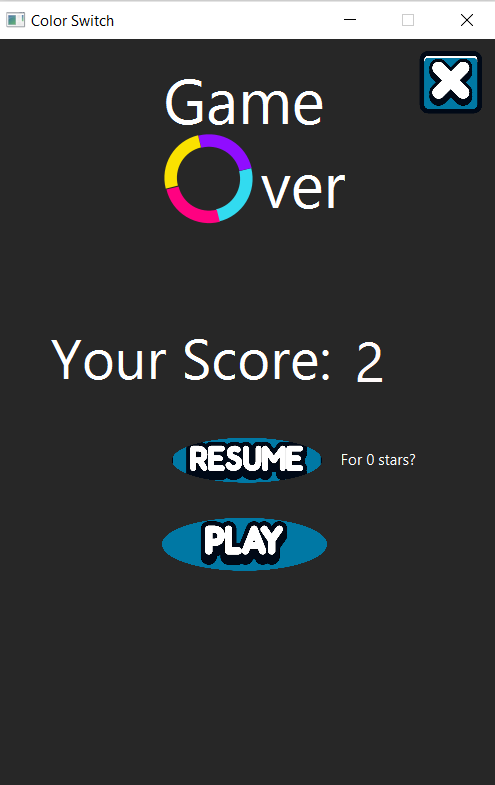 Color Switch
Game
Over
Your Score: 2
RESUME For 0 stars?
PLAY